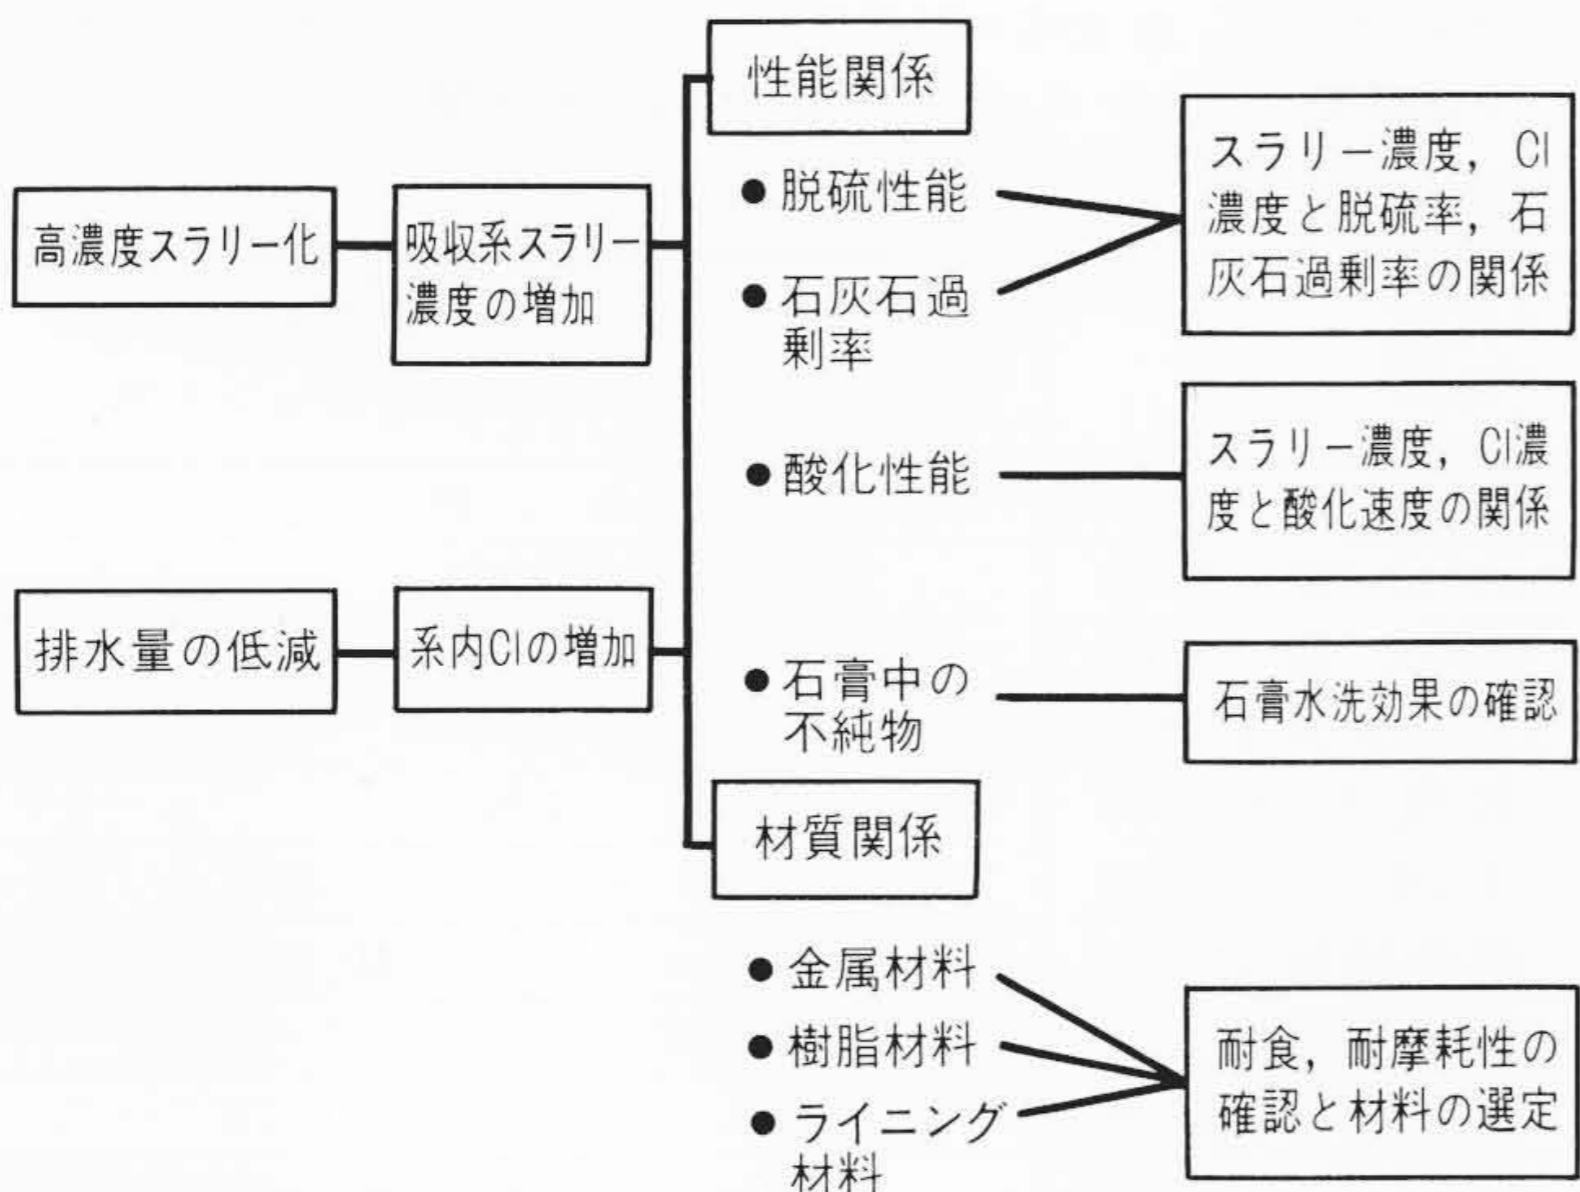 高濃度スラリー化
吸収系スラリー
濃度の増加
排水量の低減
系内Clの増加
性能関係
● 脱硫性能
● 石灰石過
剰率
● 酸化性能
● 石膏中の
不純物
材質関係
● 金属材料
● 樹脂材料
● ライニング
材料
スラリー濃度，Cl
濃度と脱硫率，石
灰石過剰率の関係
スラリー濃度，Cl濃
度と酸化速度の関係
石膏水洗効果の確認
耐食，耐摩耗性の
確認と材料の選定